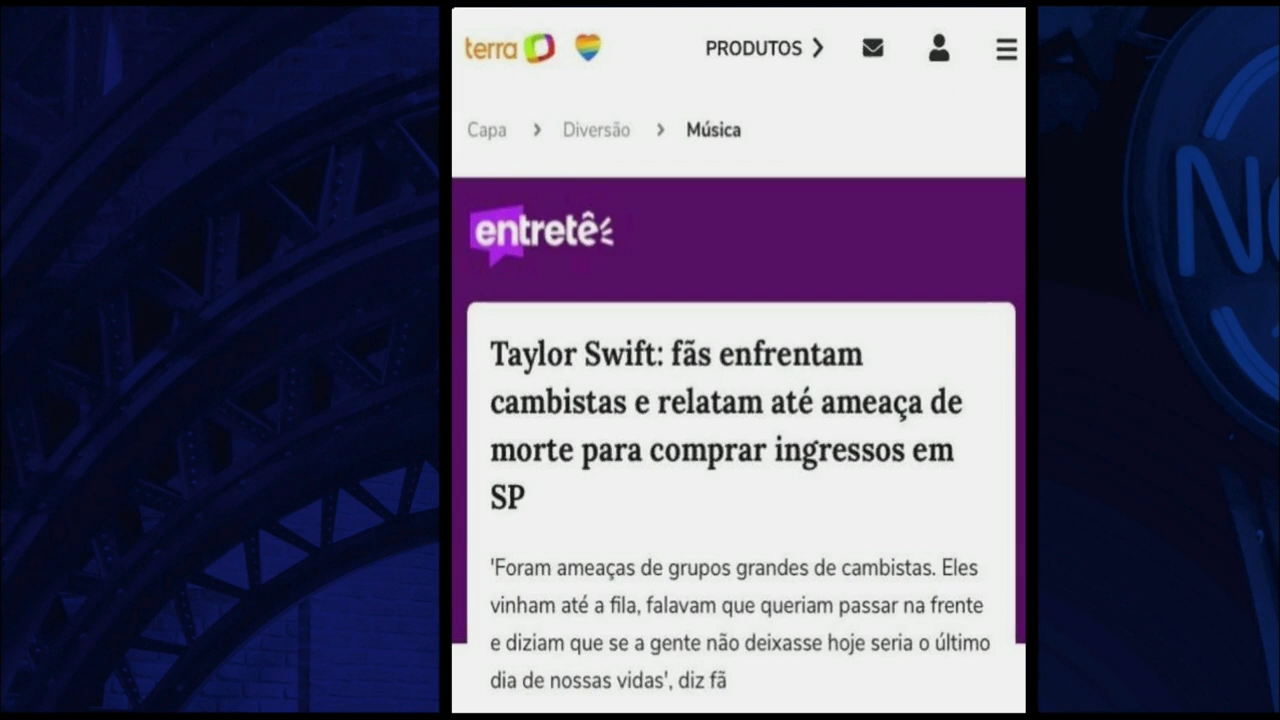 terra
PRODUTOS
Capa > Diversão > Música
entretê
Taylor Swift: fãs enfrentam
cambistas e relatam até ameaça de
morte para comprar ingressos em
SP
'Foram ameaças de grupos grandes de cambistas. Eles
vinham até a fila, falavam que queriam passar na frente
e diziam que se a gente não deixasse hoje seria o último
dia de nossas vidas', diz fã